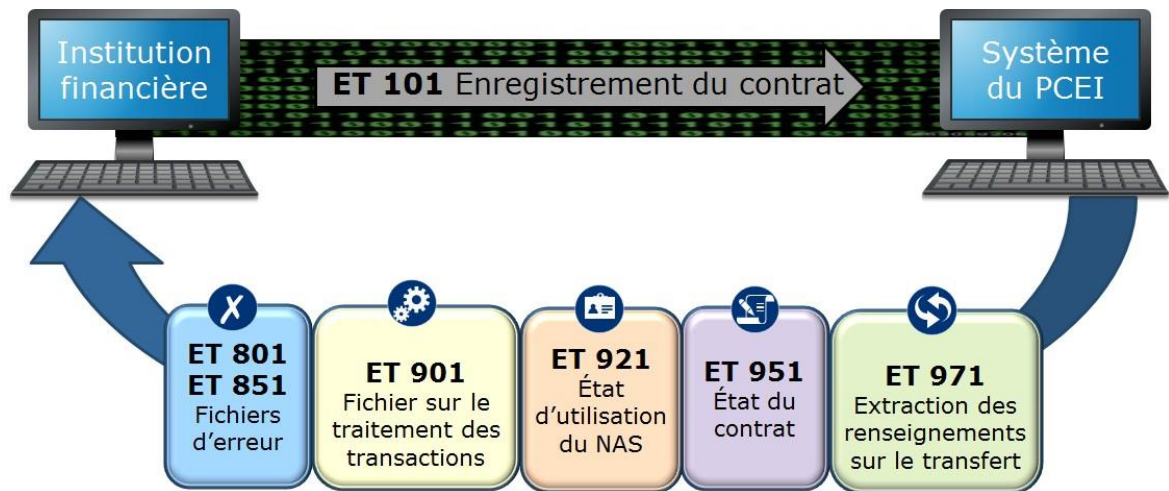 Institution
financière
ET 101 Enregistrement du contrat
Système
du PCEI
ET 801
ET 851
Fichiers
d'erreur
ET 901
Fichier sur le
traitement des
transactions
ET 921
État
d'utilisation
du NAS
ET 951
État du
contrat
ET 971
Extraction des
renseignements
sur le transfert